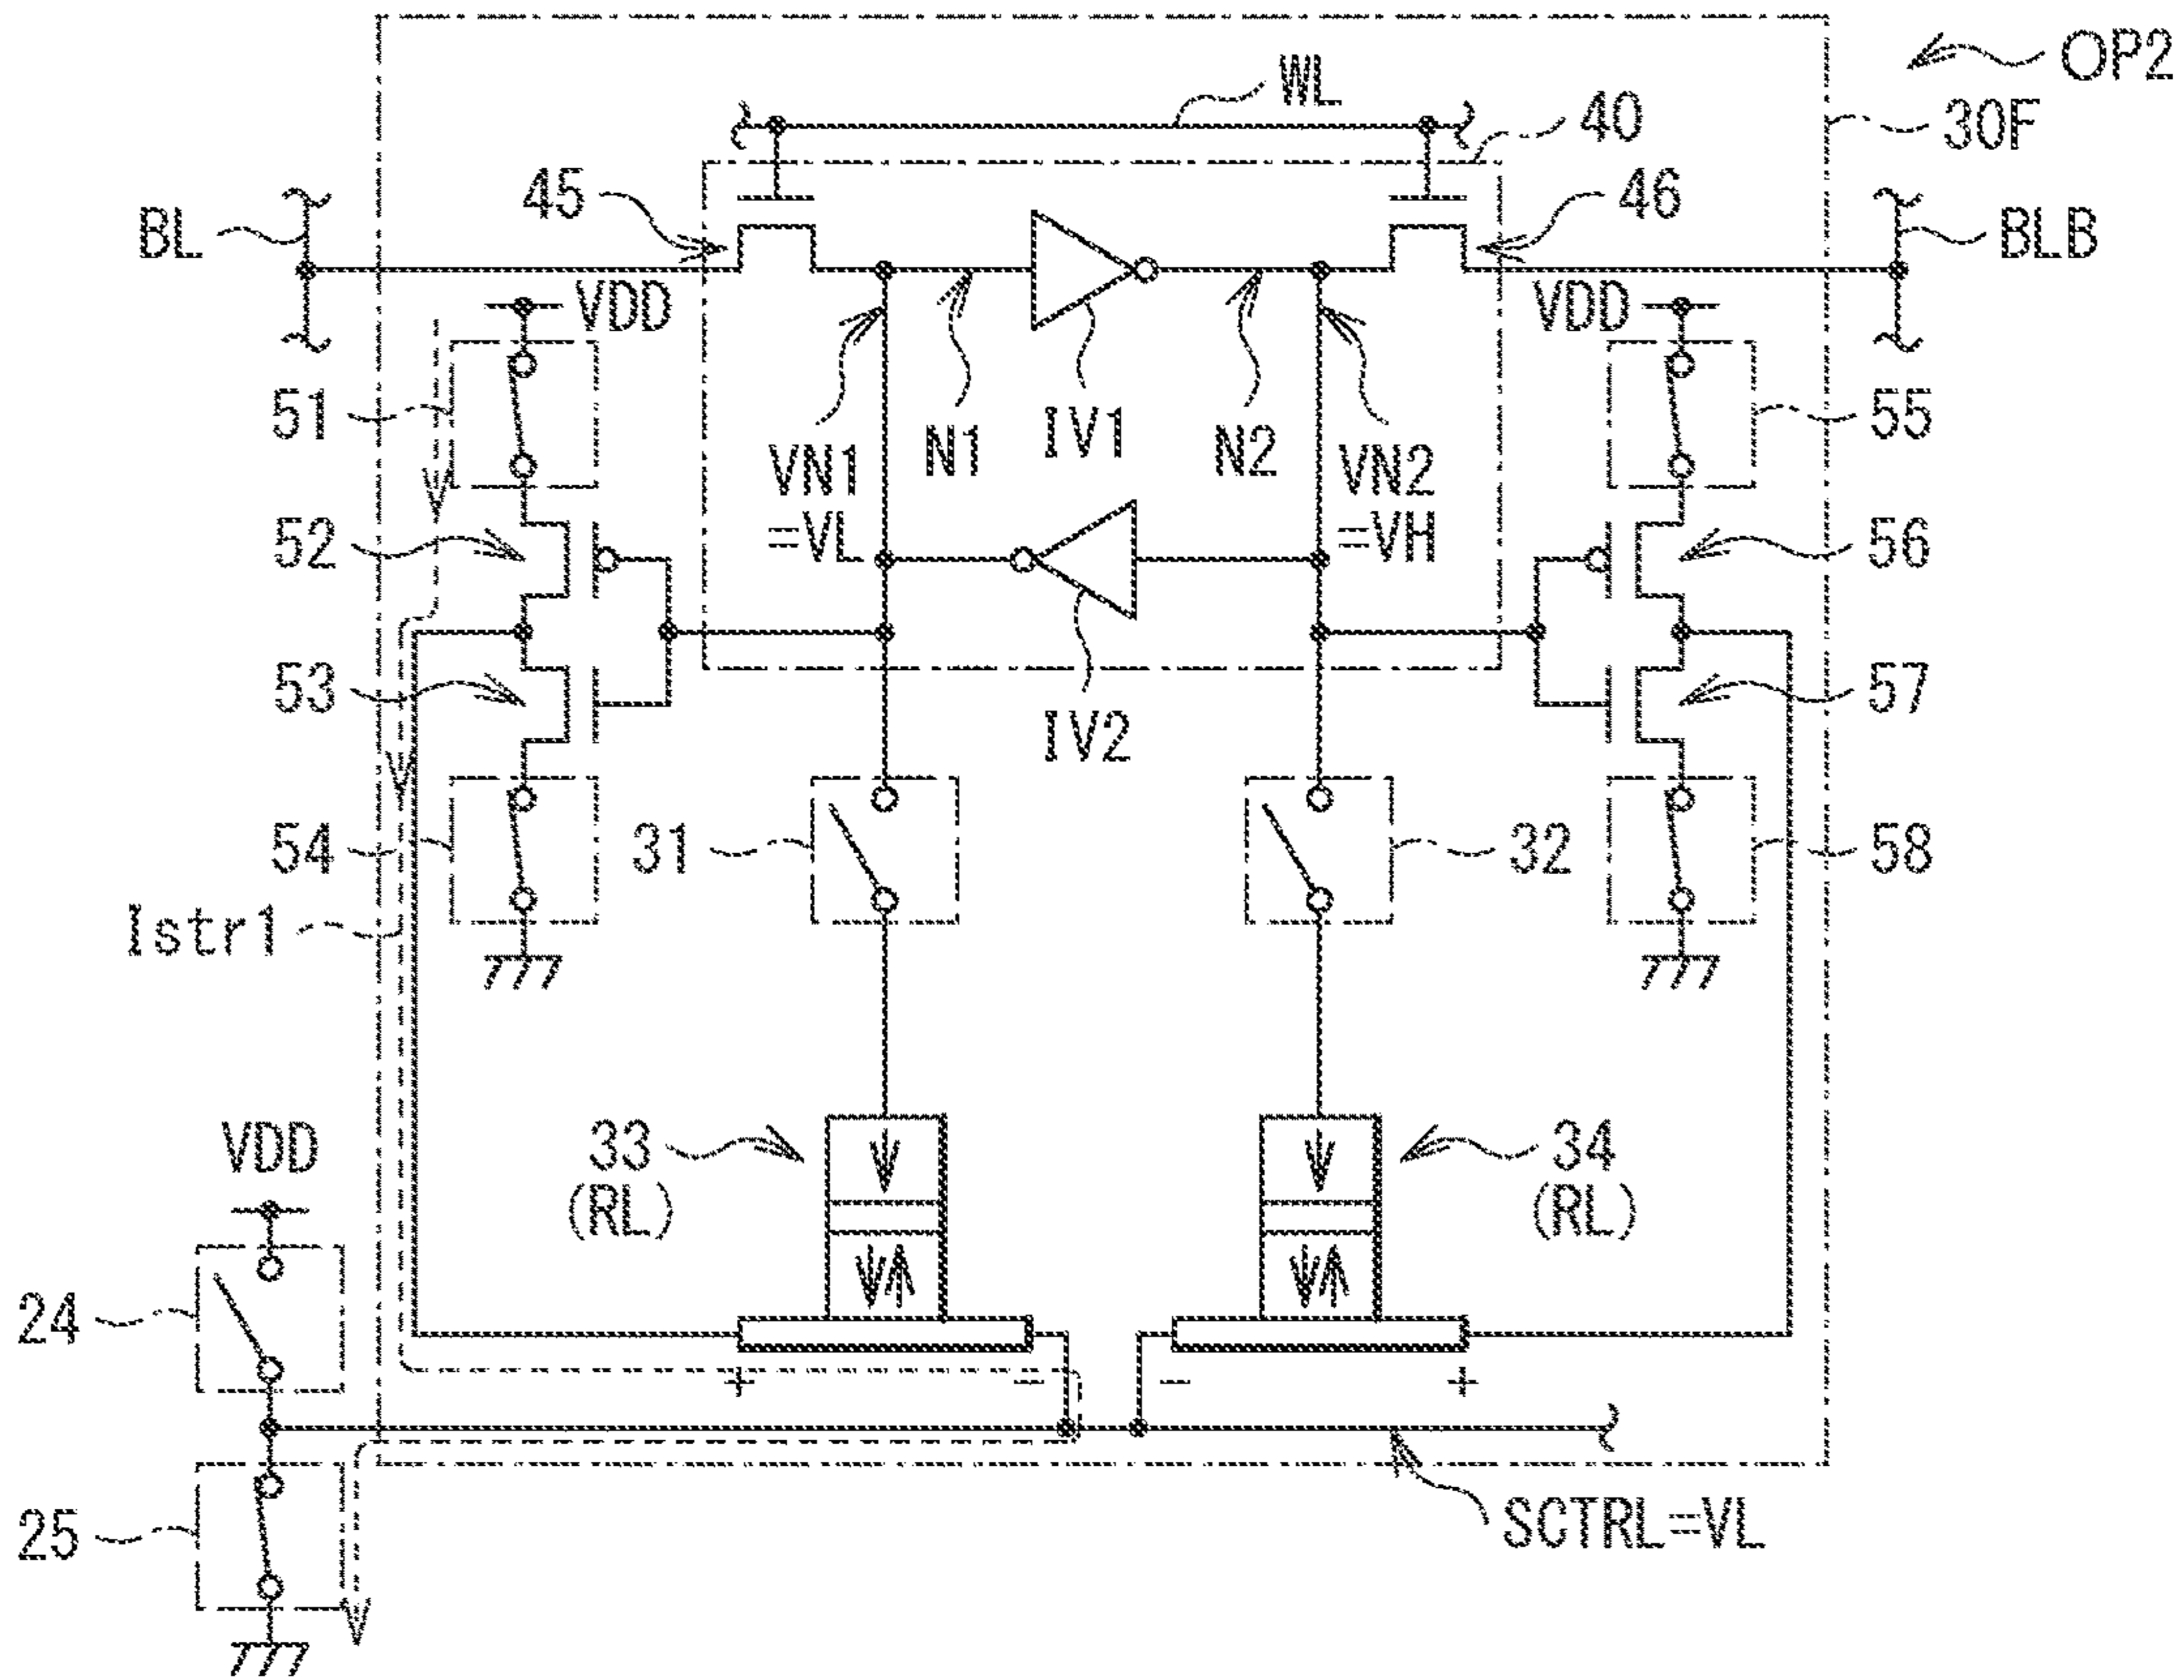 OP2
WL
40
30F
45
46
BL
BLB
VDD
VDD
51
55
VN1
=VL
N1
IV1
N2
VN2
=VH
52
56
53
57
IV2
54
31
32
58
Istr1
33
(RL)
34
(RL)
VDD
24
+
−
−
+
25
SCTRL=VL